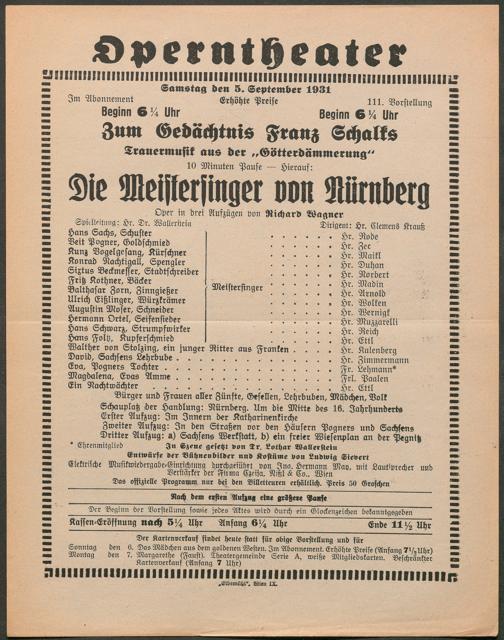 Operntheater
Samstag den 5. September 1931
Im Abonnement Erhöhte Preise 111. Vorstellung
Beginn 6¼ Uhr Beginn 6¼ Uhr
Zum Gedächtnis Franz Schalks
Trauermusik aus der „Götterdämmerung“
10 Minuten Pause — Hierauf:
Die Meistersinger von Nürnberg
Oper in drei Aufzügen von Richard Wagner
Spielleitung: Hr. Dr. Wallerstein Dirigent: Hr. Clemens Krauß
Hans Sachs, Schuster . . . . . . Hr. Rode
Veit Pogner, Goldschmied . . . . . . Hr. Zec
Kunz Vogelgesang, Kürschner . . . . . . Hr. Maikl
Konrad Nachtigall, Spengler . . . . . . Hr. Duhan
Sixtus Beckmesser, Stadtschreiber . . . . . . Hr. Norbert
Fritz Kothner, Bäcker . . . . . . Hr. Madin
Balthasar Zorn, Zinngießer Meistersinger . . . . . . Hr. Arnold
Ulrich Eißlinger, Würzkrämer . . . . . . Hr. Wolken
Augustin Moser, Schneider . . . . . . Hr. Wernigk
Hermann Ortel, Seifensieder . . . . . . Hr. Muzzarelli
Hans Schwarz, Strumpfwirker . . . . . . Hr. Reich
Hans Foltz, Kupferschmied . . . . . . Hr. Ettl
Walther von Stolzing, ein junger Ritter aus Franken . . . . Hr. Kalenberg
David, Sachsens Lehrbube . . . . . . Hr. Zimmermann
Eva, Pogners Tochter . . . . . . Fr. Lehmann*
Magdalena, Evas Amme . . . . . . Frl. Paalen
Ein Nachtwächter . . . . . . Hr. Ettl
Bürger und Frauen aller Zünfte, Gesellen, Lehrbuben, Mädchen, Volk
Schauplatz der Handlung: Nürnberg. Um die Mitte des 16. Jahrhunderts
Erster Aufzug: Im Innern der Katharinenkirche
Zweiter Aufzug: In den Straßen vor den Häusern Pogners und Sachsens
Dritter Aufzug: a) Sachsens Werkstatt, b) ein freier Wiesenplan an der Pegnitz
* Ehrenmitglied In Szene gesetzt von Dr. Lothar Wallerstein
Entwürfe der Bühnenbilder und Kostüme von Ludwig Sievert
Elektrische Musikwiedergabe-Einrichtung durchgeführt von Ing. Hermann May, mit Lautsprecher und
Verstärker der Firma Czeija, Nißl & Co., Wien
Das offizielle Programm nur bei den Billetteuren erhältlich. Preis 50 Groschen
Nach dem ersten Aufzug eine größere Pause
Der Beginn der Vorstellung sowie jedes Aktes wird durch ein Glockenzeichen bekanntgegeben
Kassen-Eröffnung nach 5¼ Uhr Anfang 6¼ Uhr Ende 11½ Uhr
Der Kartenverkauf findet heute statt für obige Vorstellung und für
Sonntag den 6. Das Mädchen aus dem goldenen Westen. Im Abonnement. Erhöhte Preise (Anfang 7½ Uhr)
Montag den 7. Margarethe (Faust). Theatergemeinde Serie A, weiße Mitgliedskarten. Beschränkter
Kartenverkauf (Anfang 7 Uhr)
„Elbemühl“, Wien IX.